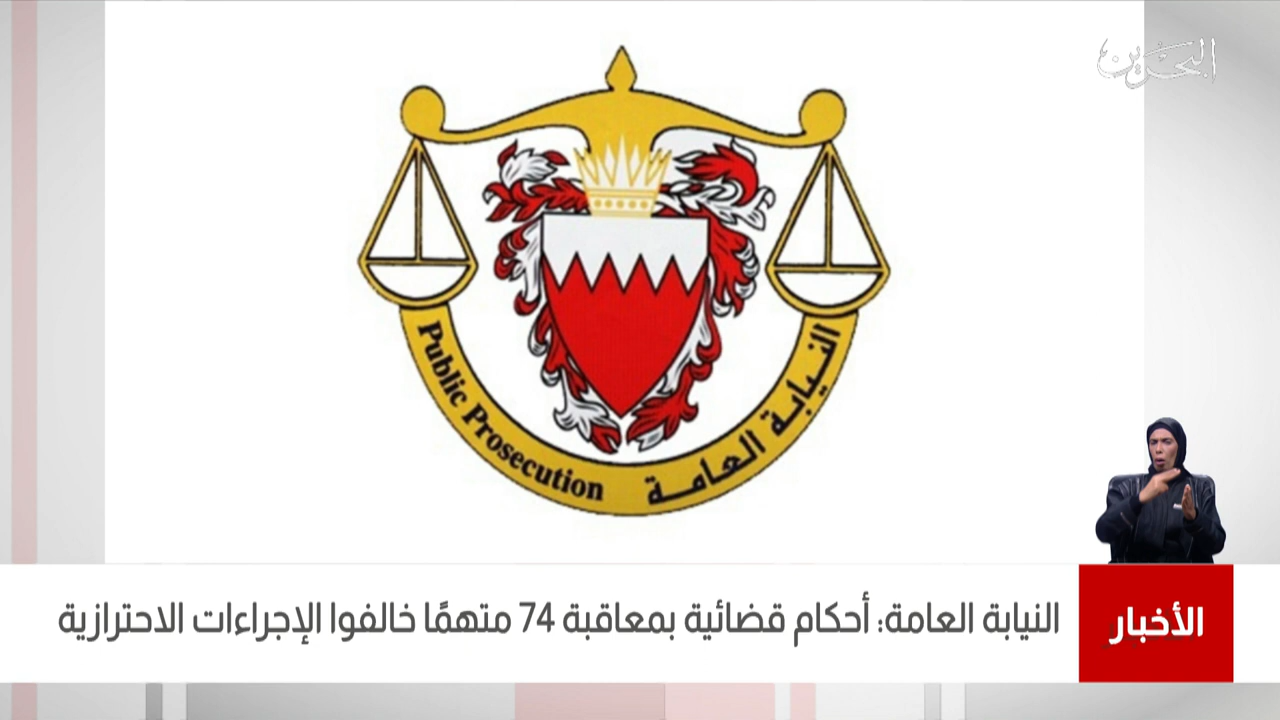 البحرين
Public Prosecution
النيابة العامة
الأخبار
النيابة العامة: أحكام قضائية بمعاقبة 74 متهمًا خالفوا الإجراءات الاحترازية